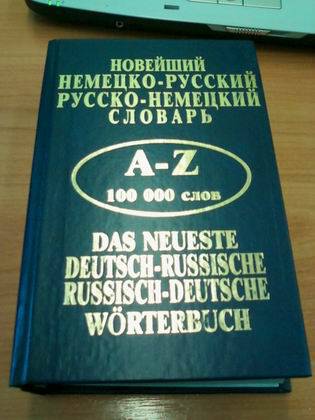 НОВЕЙШИЙ
НЕМЕЦКО-РУССКИЙ
РУССКО-НЕМЕЦКИЙ
СЛОВАРЬ
A-Z
100 000 слов
DAS NEUESTE
DEUTSCH-RUSSISCHE
RUSSISCH-DEUTSCHE
WÖRTERBUCH